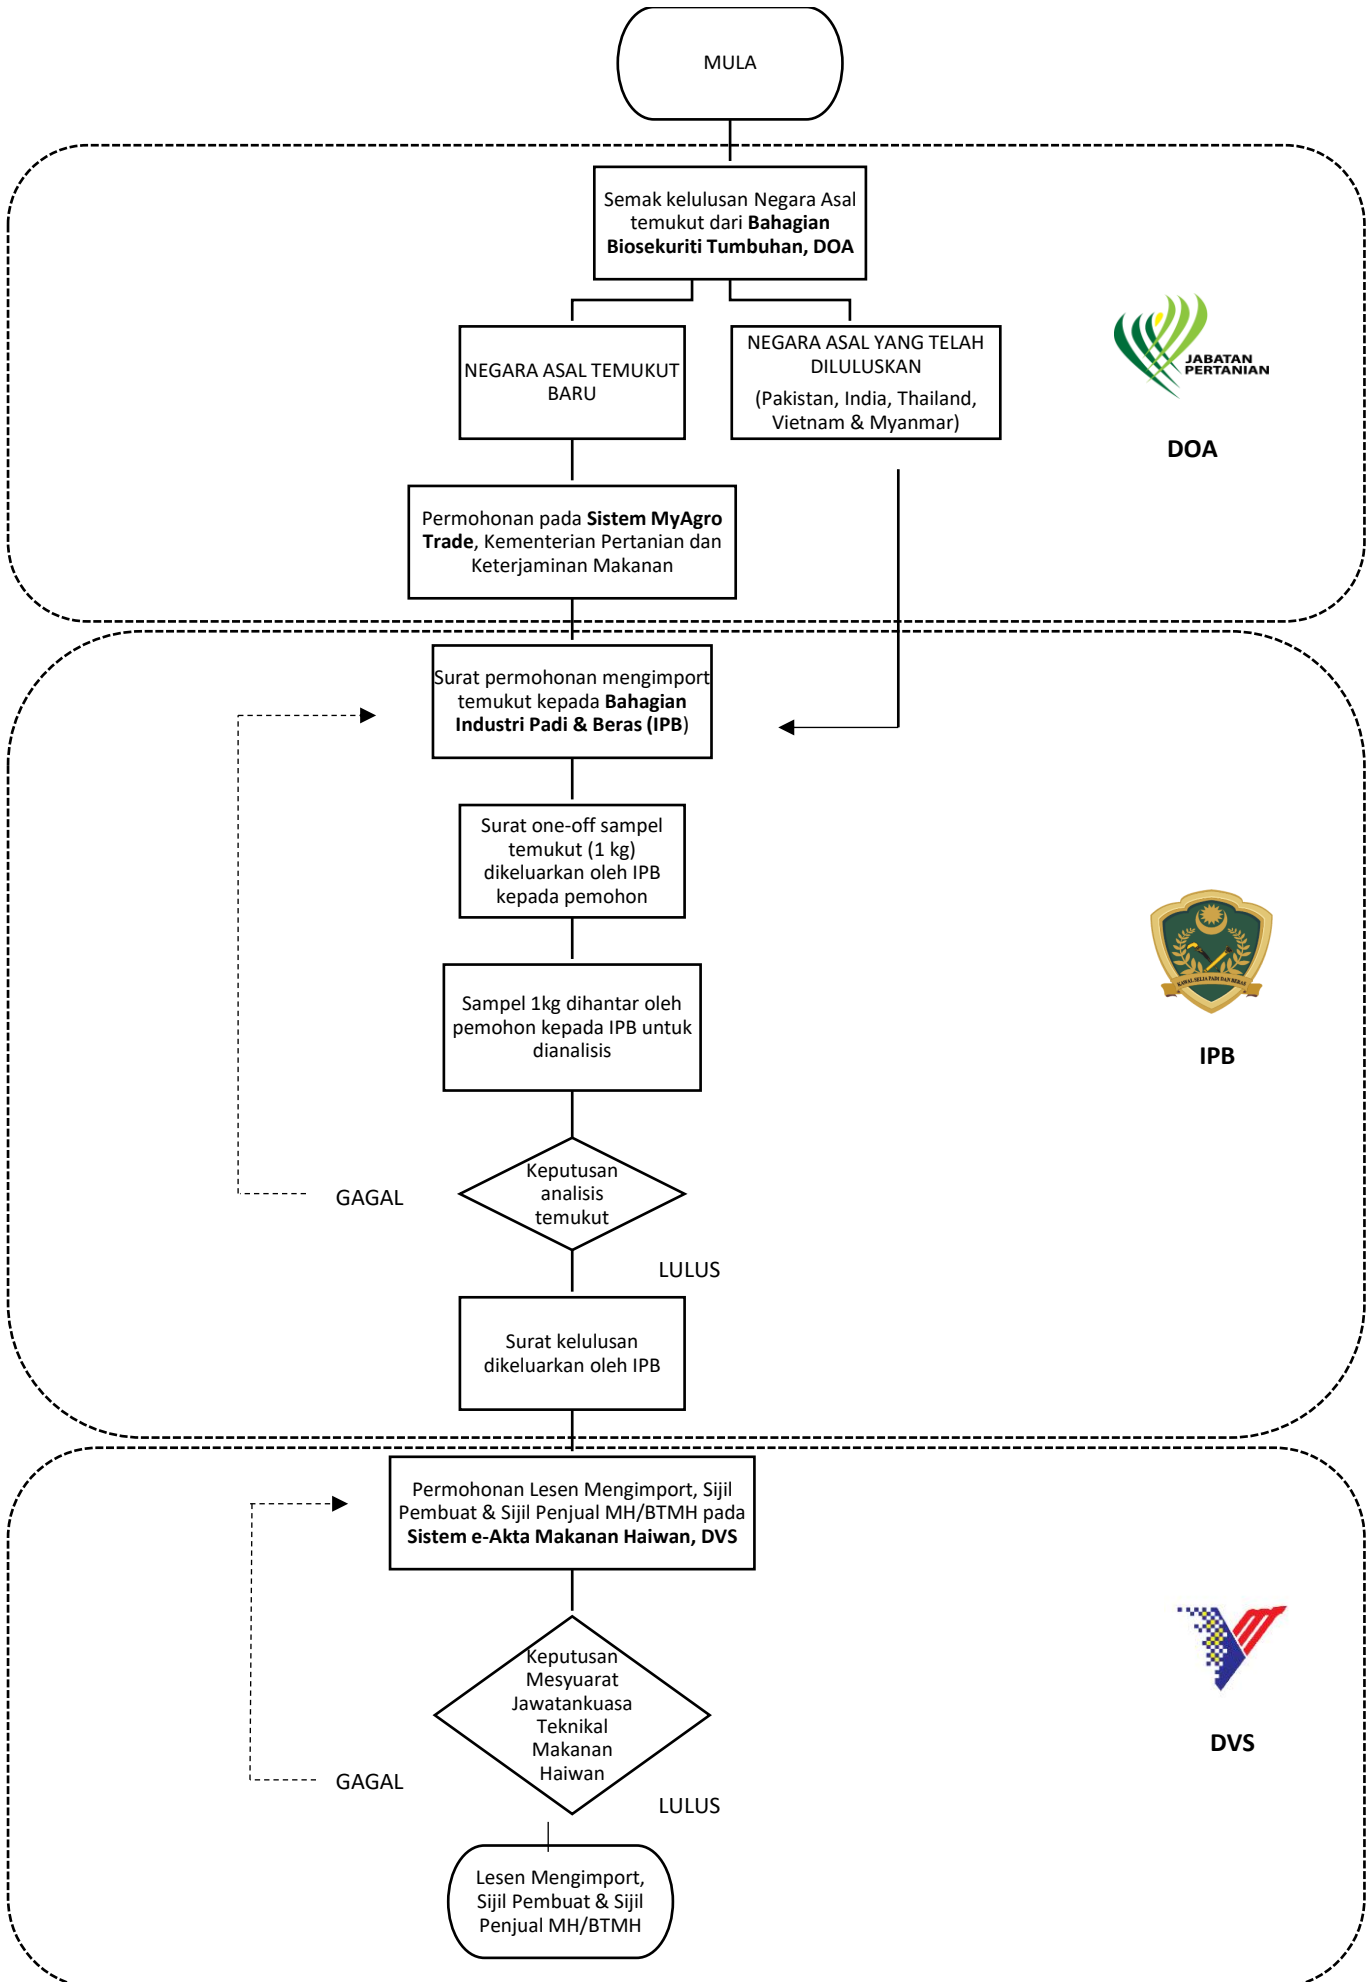 MULA
Semak kelulusan Negara Asal
temukut dari Bahagian
Biosekuriti Tumbuhan, DOA
NEGARA ASAL TEMUKUT
BARU
NEGARA ASAL YANG TELAH
DILULUSKAN
(Pakistan, India, Thailand,
Vietnam & Myanmar)
JABATAN
PERTANIAN
DOA
Permohonan pada Sistem MyAgro
Trade, Kementerian Pertanian dan
Keterjaminan Makanan
Surat permohonan mengimport
temukut kepada Bahagian
Industri Padi & Beras (IPB)
Surat one-off sampel
temukut (1 kg)
dikeluarkan oleh IPB
kepada pemohon
KAWAL SELIA PADI DAN BERAS
IPB
Sampel 1kg dihantar oleh
pemohon kepada IPB untuk
dianalisis
Keputusan
analisis
temukut
GAGAL
LULUS
Surat kelulusan
dikeluarkan oleh IPB
Permohonan Lesen Mengimport, Sijil
Pembuat & Sijil Penjual MH/BTMH pada
Sistem e-Akta Makanan Haiwan, DVS
Keputusan
Mesyuarat
Jawatankuasa
Teknikal
Makanan
Haiwan
DVS
GAGAL
LULUS
Lesen Mengimport,
Sijil Pembuat & Sijil
Penjual MH/BTMH